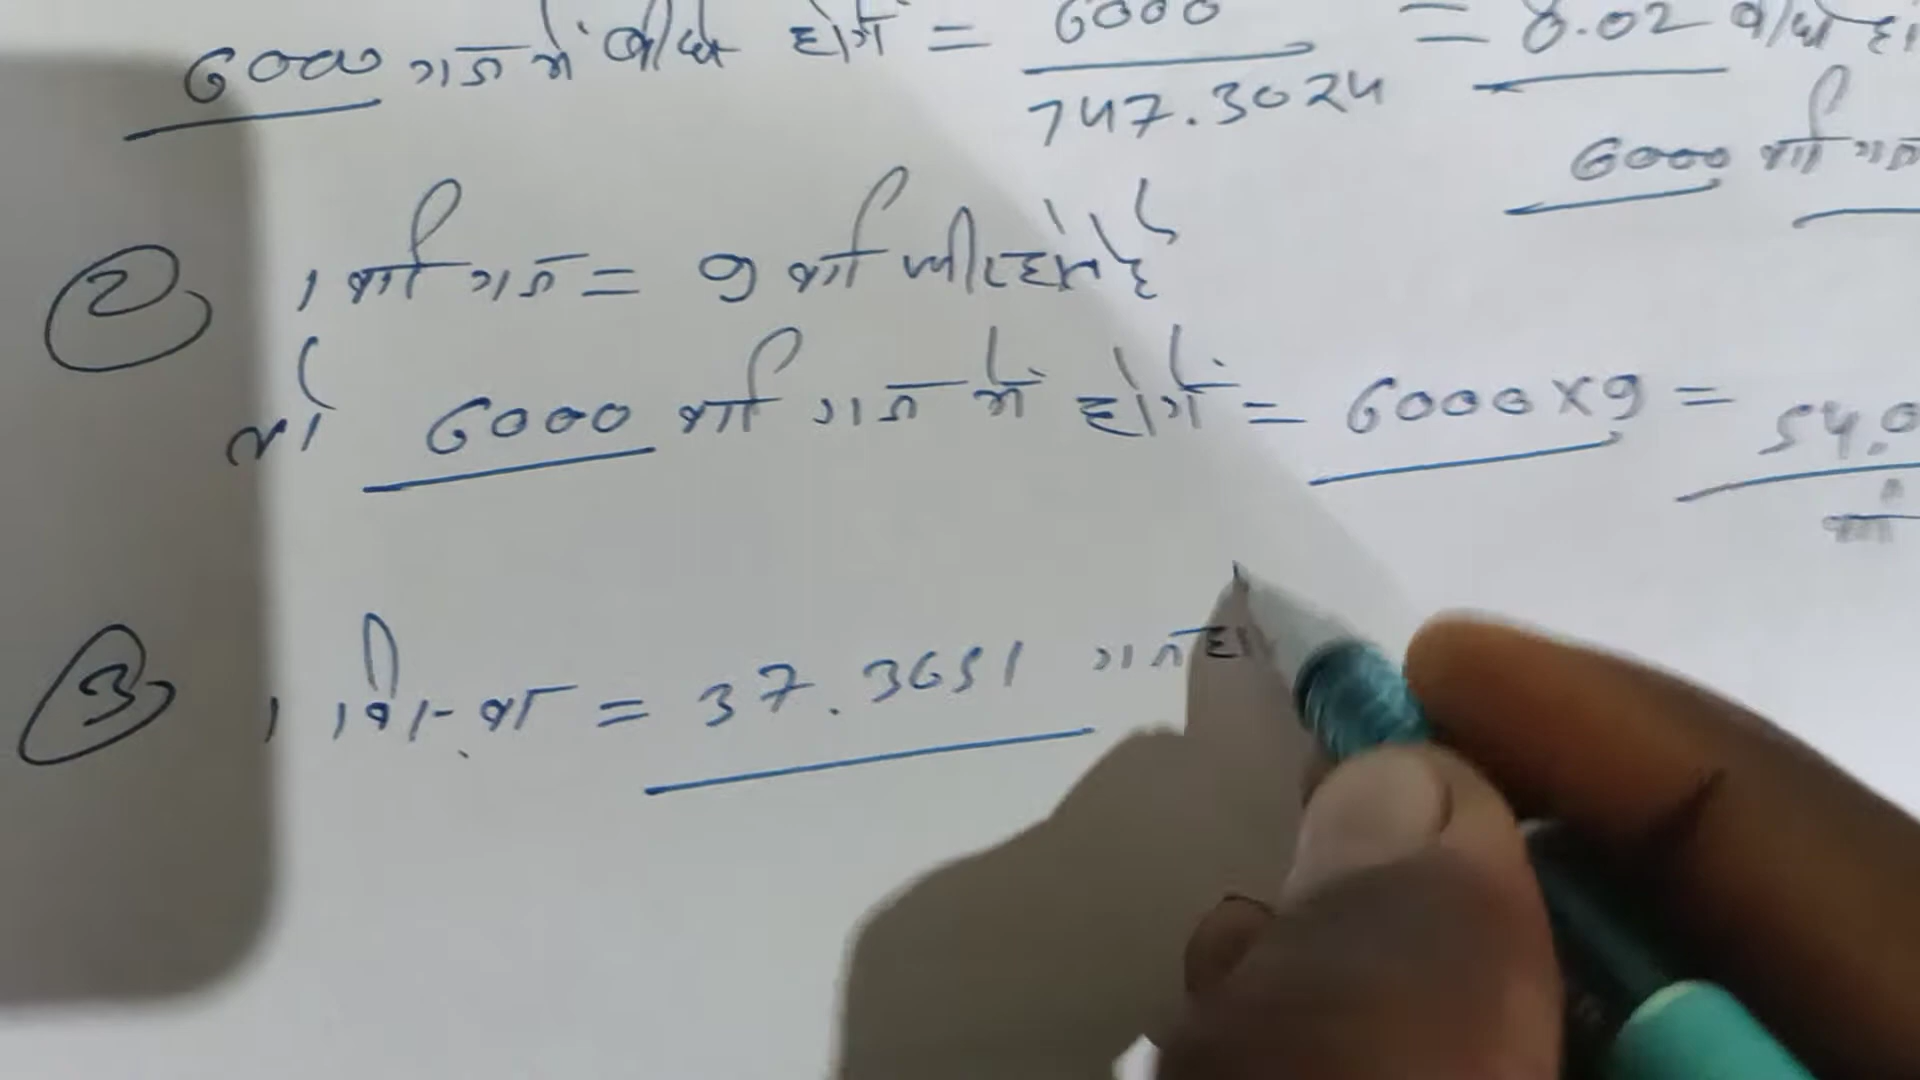 6000 गज में बीघे होंगे = 6000 / 747.3024 = 8.02 बीघे
6000 वर्ग गज
② 1 वर्ग गज = 9 वर्ग फीट होते हैं
तो 6000 वर्ग गज में होंगे = 6000 x 9 = 54,0
③ 1 = 37.3651 गज हो